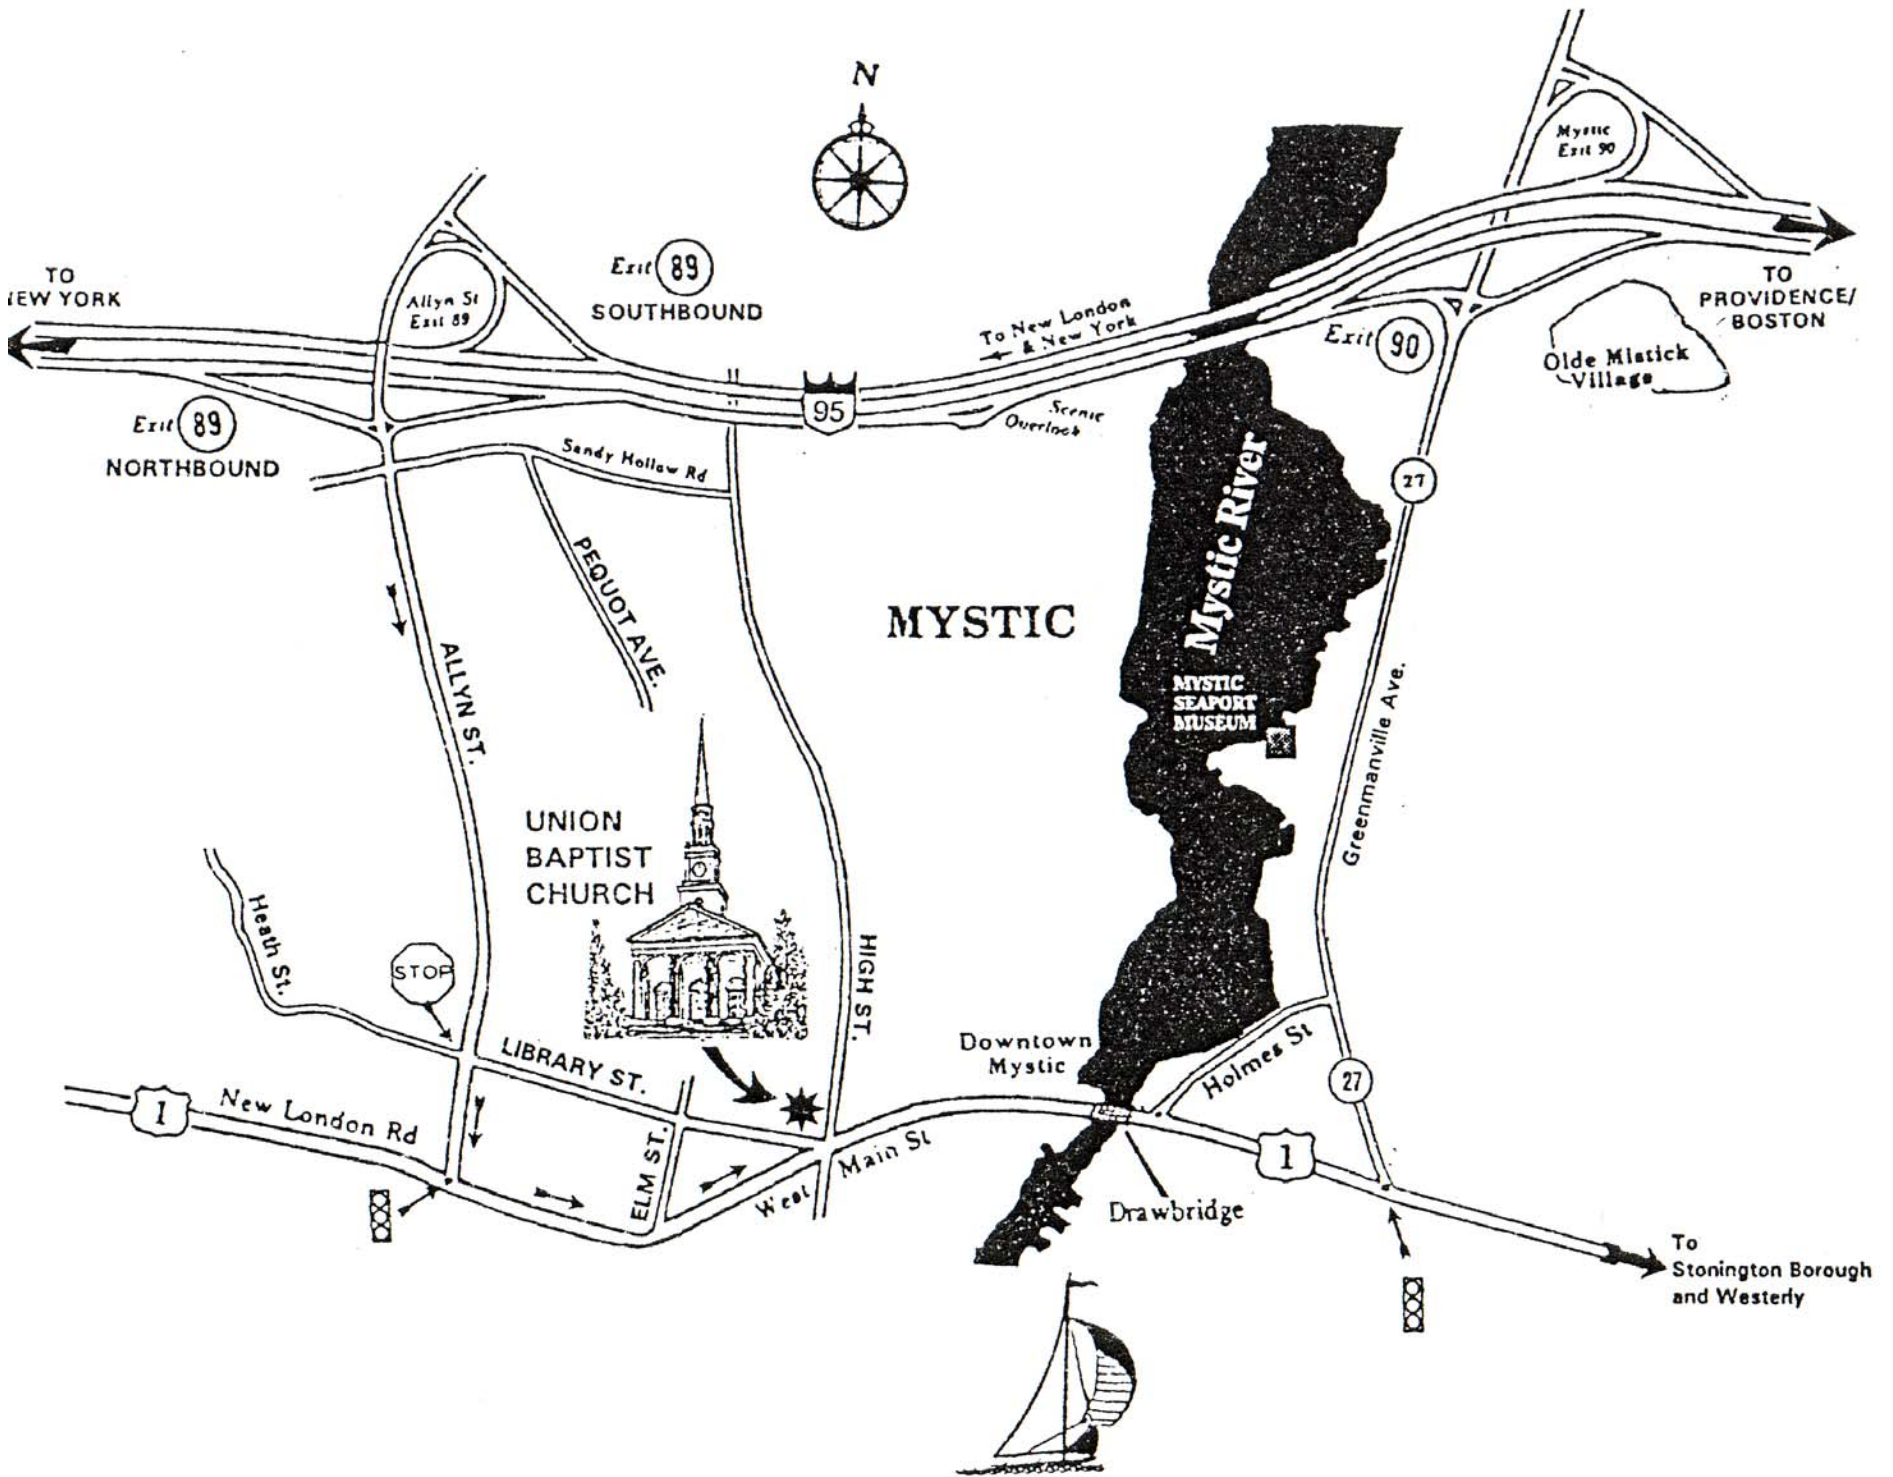 N
Mystic
Exit 90
Exit 89
SOUTHBOUND
TO
EW YORK
Allyn St
Exit 89
TO
PROVIDENCE/
BOSTON
To New London
& New York
Exit 90
Olde Mistick
Village
95
Scenic
Overlook
Exit 89
NORTHBOUND
Sandy Hollow Rd
27
Mystic River
PEQUOT AVE.
MYSTIC
ALLYN ST.
MYSTIC
SEAPORT
MUSEUM
Greenmanville Ave.
UNION
BAPTIST
CHURCH
Heath St.
HIGH ST.
STOP
LIBRARY ST.
Downtown
Mystic
Holmes St
27
1
New London Rd
ELM ST.
West Main St
1
Drawbridge
To
Stonington Borough
and Westerly